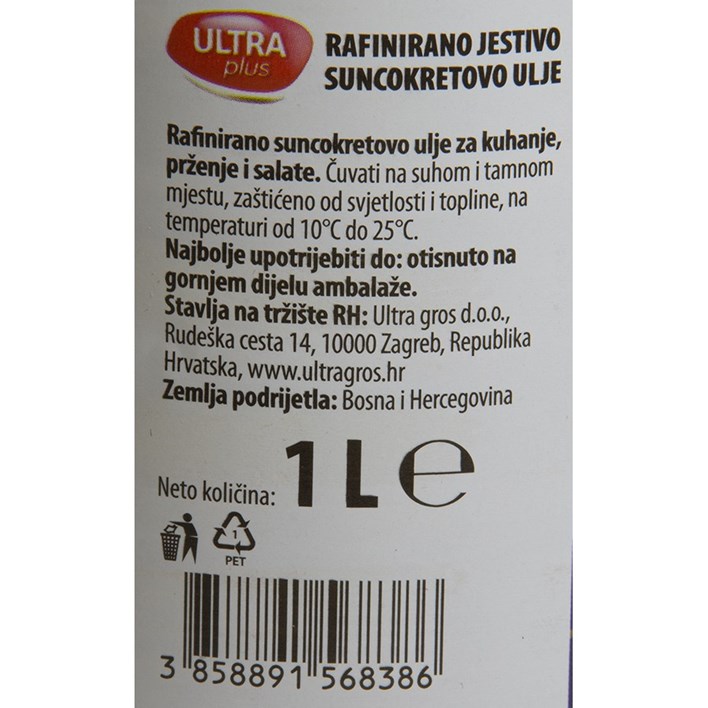 ULTRA
plus
RAFINIRANO JESTIVO
SUNCOKRETOVO ULJE
Rafinirano suncokretovo ulje za kuhanje,
prženje i salate. Čuvati na suhom i tamnom
mjestu, zaštićeno od svjetlosti i topline, na
temperaturi od 10°C do 25°C.
Najbolje upotrijebiti do: otisnuto na
gornjem dijelu ambalaže.
Stavlja na tržište RH: Ultra gros d.o.o.,
Rudeška cesta 14, 10000 Zagreb, Republika
Hrvatska, www.ultragros.hr
Zemlja podrijetla: Bosna i Hercegovina
Neto količina: 1 L ℮
1
PET
3 858891 568386